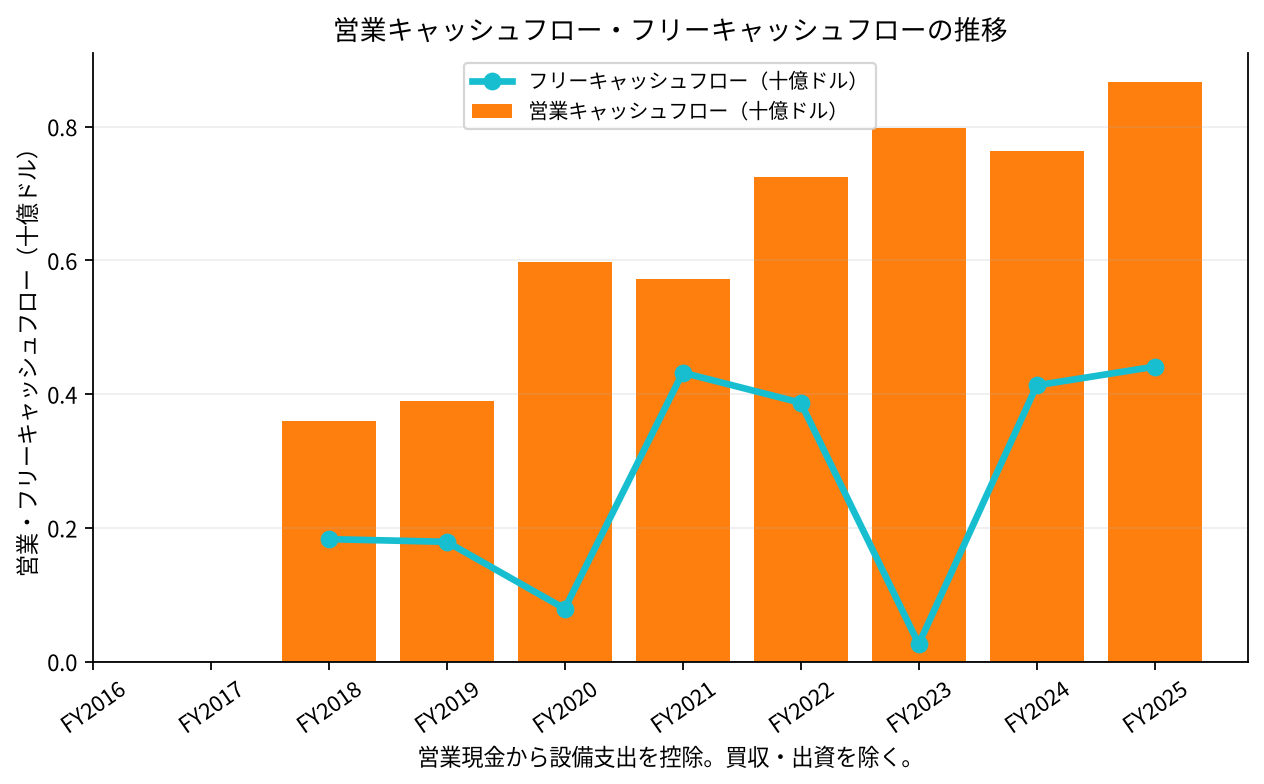 営業キャッシュフロー・フリーキャッシュフローの推移
フリーキャッシュフロー（十億ドル）
営業キャッシュフロー（十億ドル）
営業・フリーキャッシュフロー（十億ドル）
0.8
0.6
0.4
0.2
0.0
FY2016
FY2017
FY2018
FY2019
FY2020
FY2021
FY2022
FY2023
FY2024
FY2025
営業現金から設備支出を控除。買収・出資を除く。